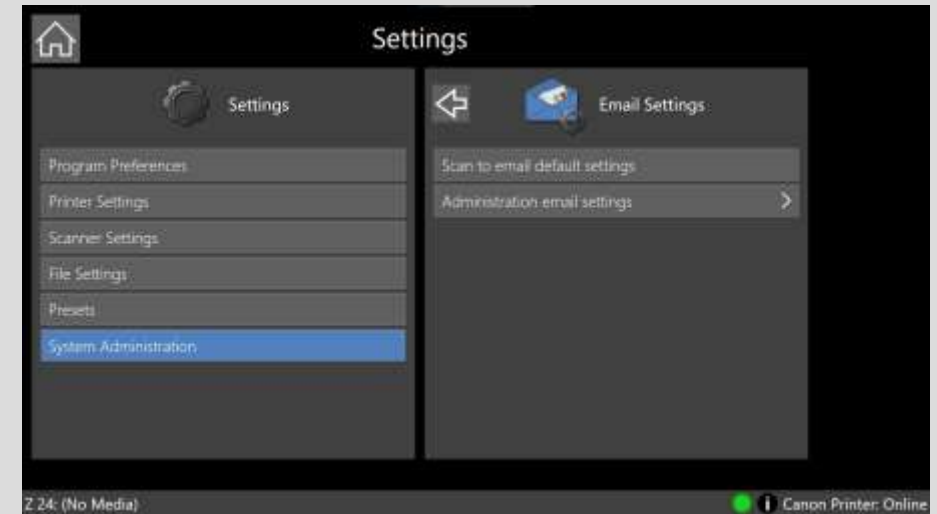 Settings
Settings
Program Preferences
Printer Settings
Scanner Settings
File Settings
Presets
System Administration
Email Settings
Scan to email default settings
Administration email settings
Z 24: (No Media)
Canon Printer: Online